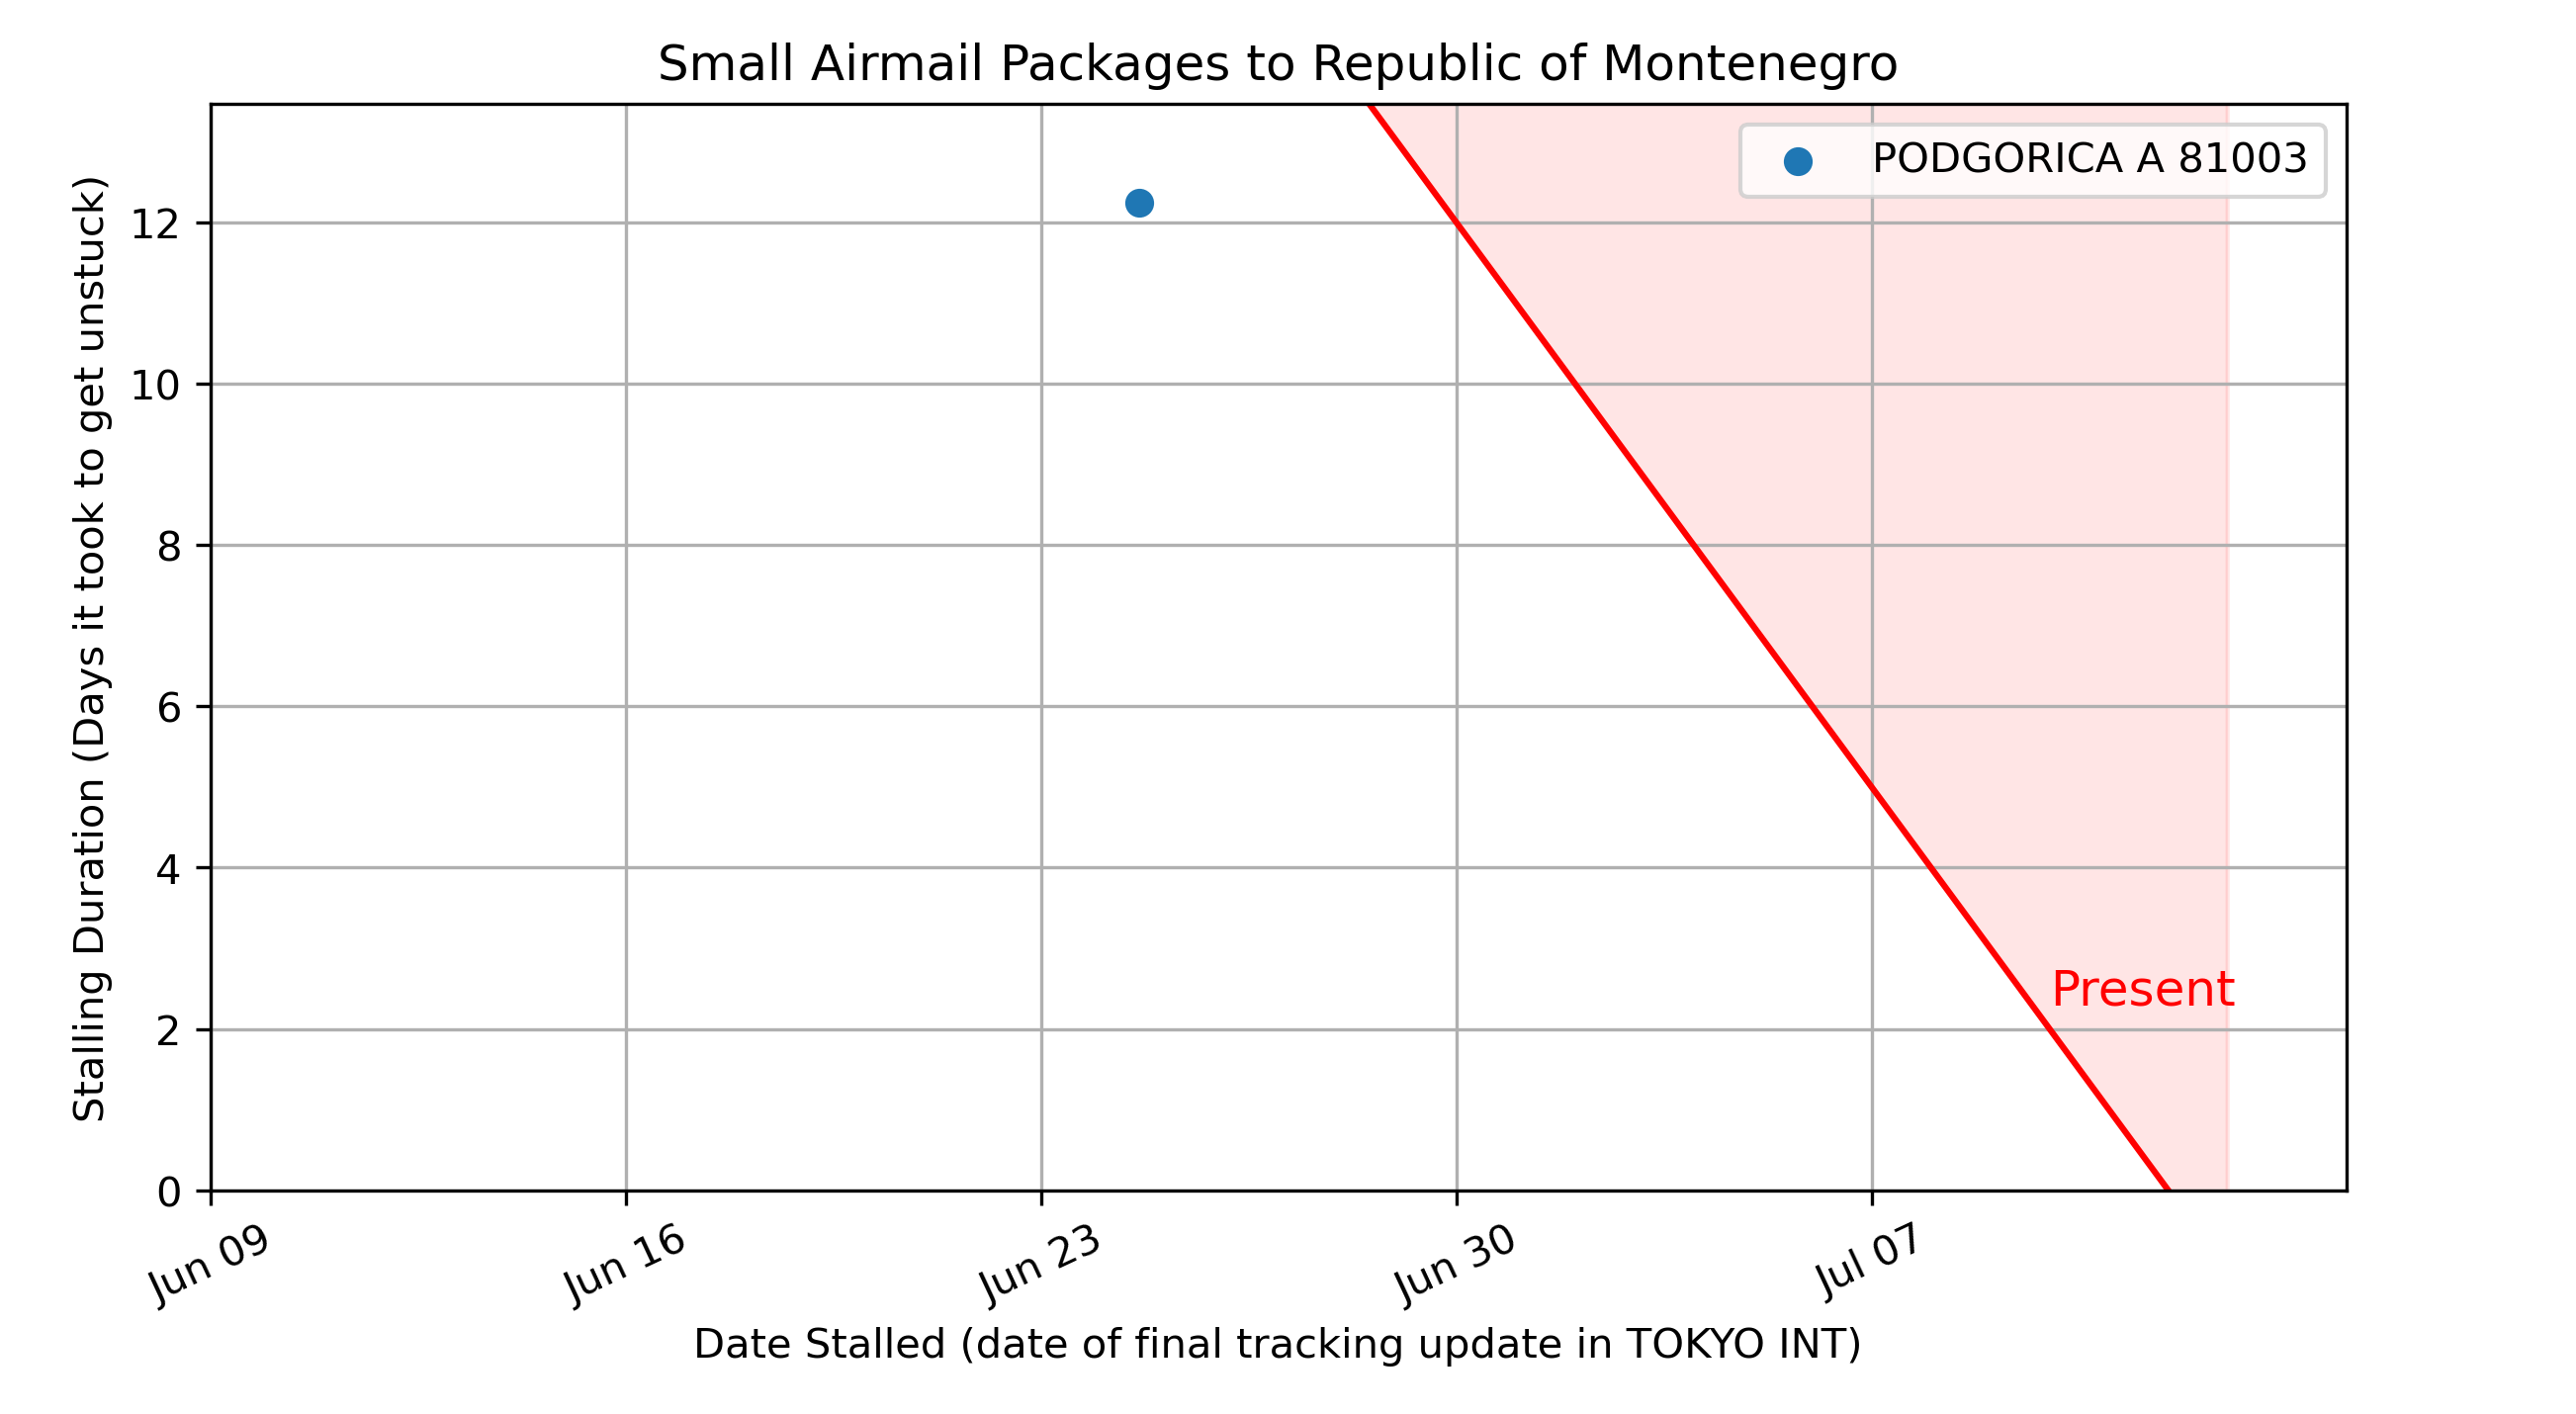 Small Airmail Packages to Republic of Montenegro
PODGORICA A 81003
Stalling Duration (Days it took to get unstuck)
12
10
8
6
4
2
0
Present
Jun 09
Jun 16
Jun 23
Jun 30
Jul 07
Date Stalled (date of final tracking update in TOKYO INT)